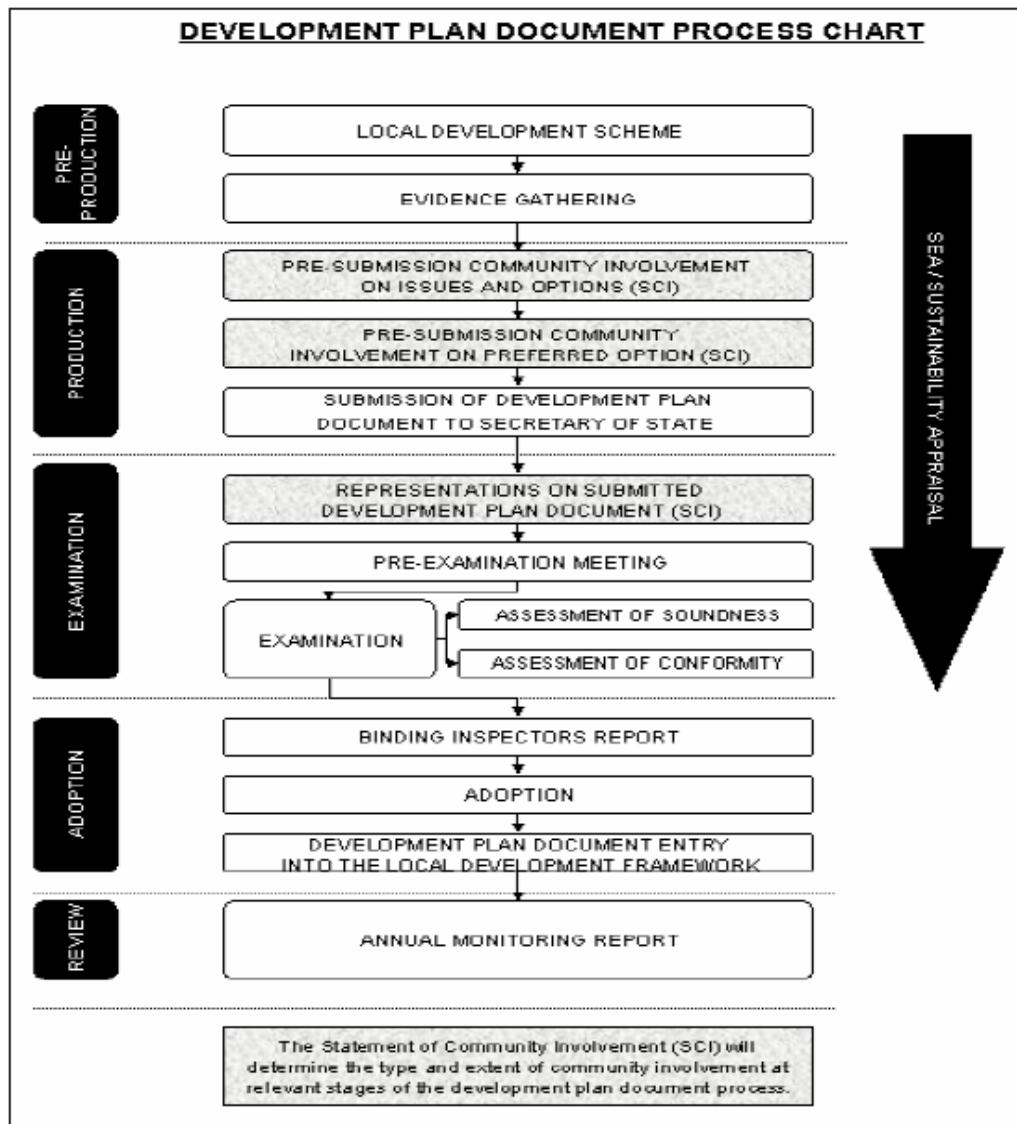 DEVELOPMENT PLAN DOCUMENT PROCESS CHART
PRE-
PRODUCTION
LOCAL DEVELOPMENT SCHEME
EVIDENCE GATHERING
PRODUCTION
PRE-SUBMISSION COMMUNITY INVOLVEMENT
ON ISSUES AND OPTIONS (SCI)
PRE-SUBMISSION COMMUNITY
INVOLVEMENT ON PREFERRED OPTION (SCI)
SUBMISSION OF DEVELOPMENT PLAN
DOCUMENT TO SECRETARY OF STATE
EXAMINATION
REPRESENTATIONS ON SUBMITTED
DEVELOPMENT PLAN DOCUMENT (SCI)
PRE-EXAMINATION MEETING
EXAMINATION
ASSESSMENT OF SOUNDNESS
ASSESSMENT OF CONFORMITY
ADOPTION
BINDING INSPECTORS REPORT
ADOPTION
DEVELOPMENT PLAN DOCUMENT ENTRY
INTO THE LOCAL DEVELOPMENT FRAMEWORK
REVIEW
ANNUAL MONITORING REPORT
SEA / SUSTAINABILITY APPRAISAL
The Statement of Community Involvement (SCI) will
determine the type and extent of community involvement at
relevant stages of the development plan document process.